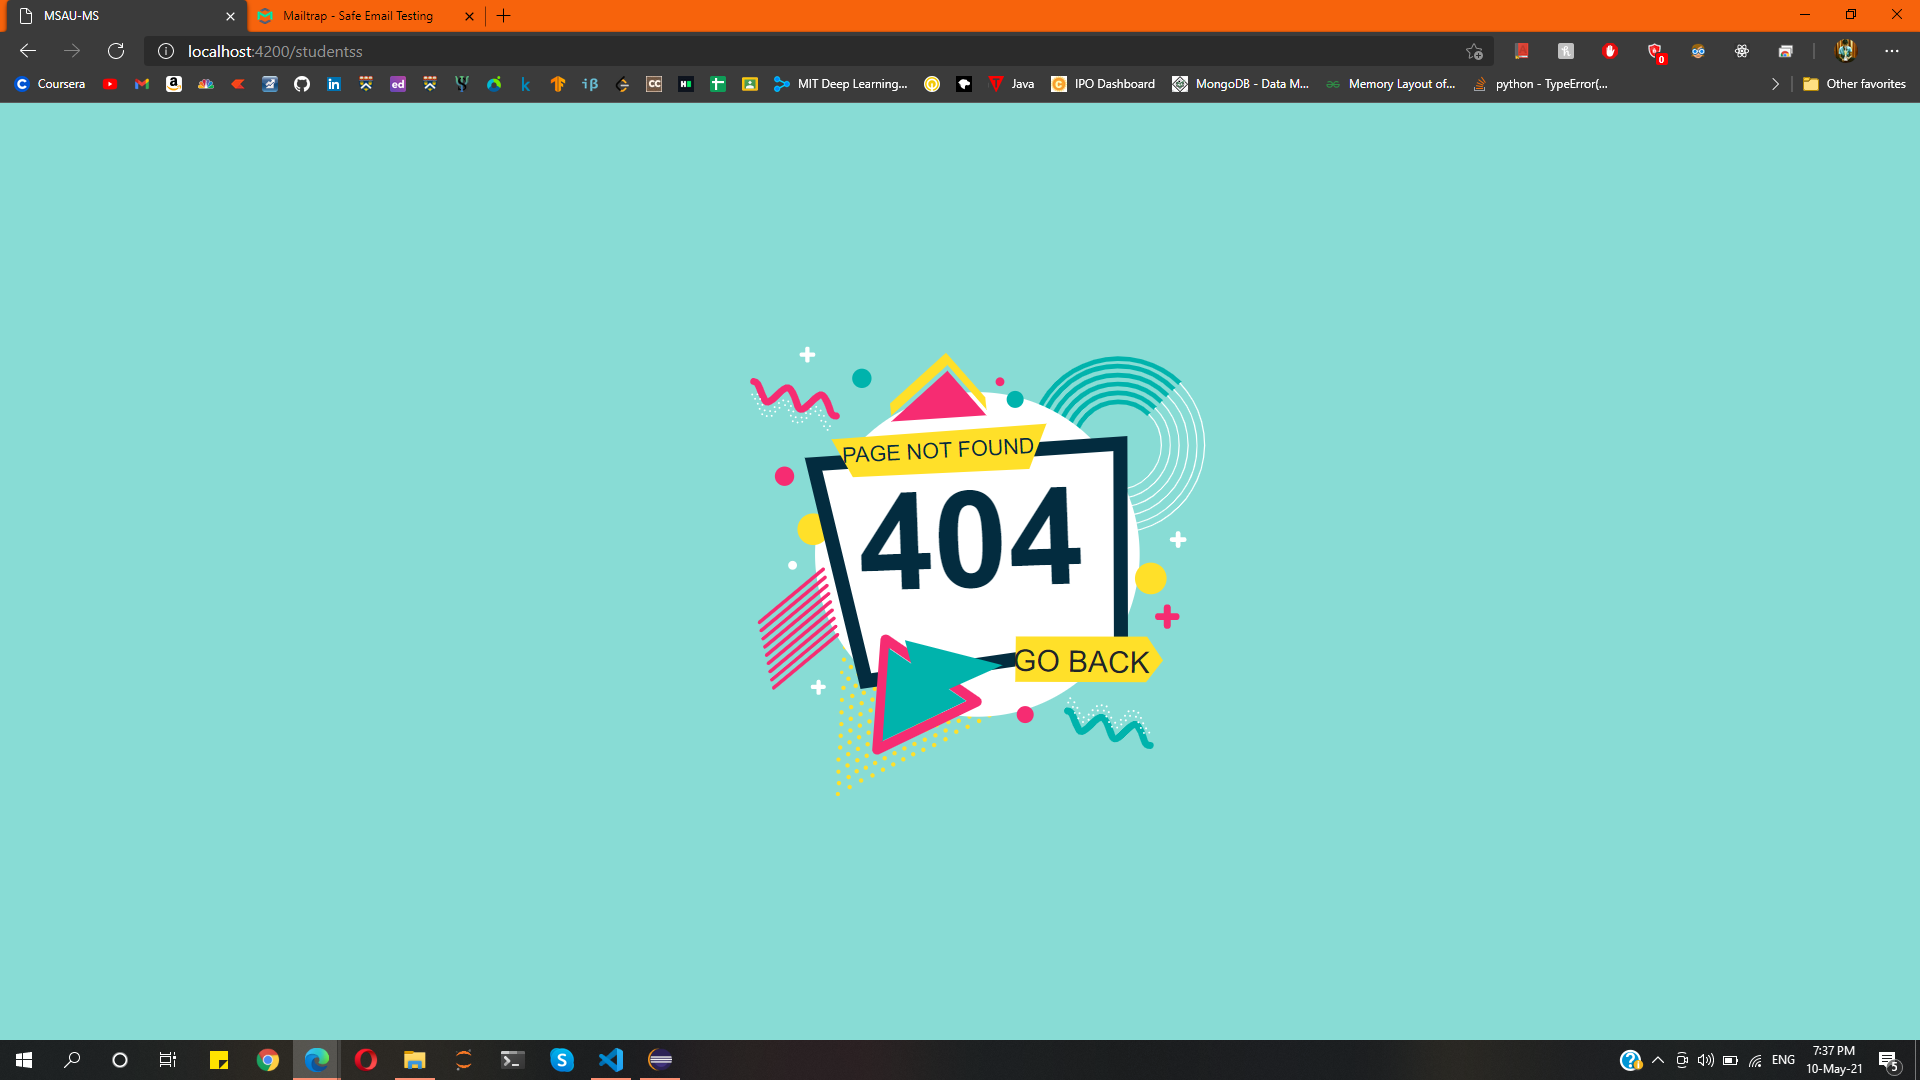 MSAU-MS
Mailtrap - Safe Email Testing
localhost:4200/studentss
0
Coursera
MIT Deep Learning...
Java
IPO Dashboard
MongoDB - Data M...
Memory Layout of...
python - TypeError(...
Other favorites
PAGE NOT FOUND
404
GO BACK
ENG
7:37 PM
10-May-21
5